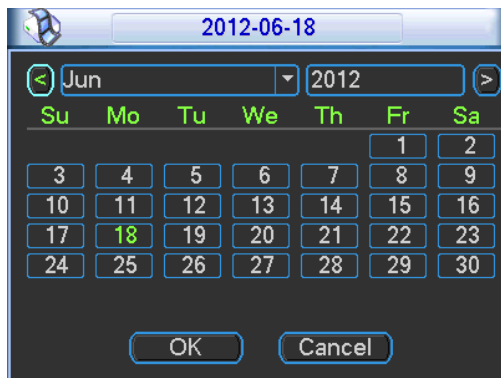 2012-06-18
< Jun 2012 >
Su Mo Tu We Th Fr Sa
1 2
3 4 5 6 7 8 9
10 11 12 13 14 15 16
17 18 19 20 21 22 23
24 25 26 27 28 29 30
OK Cancel